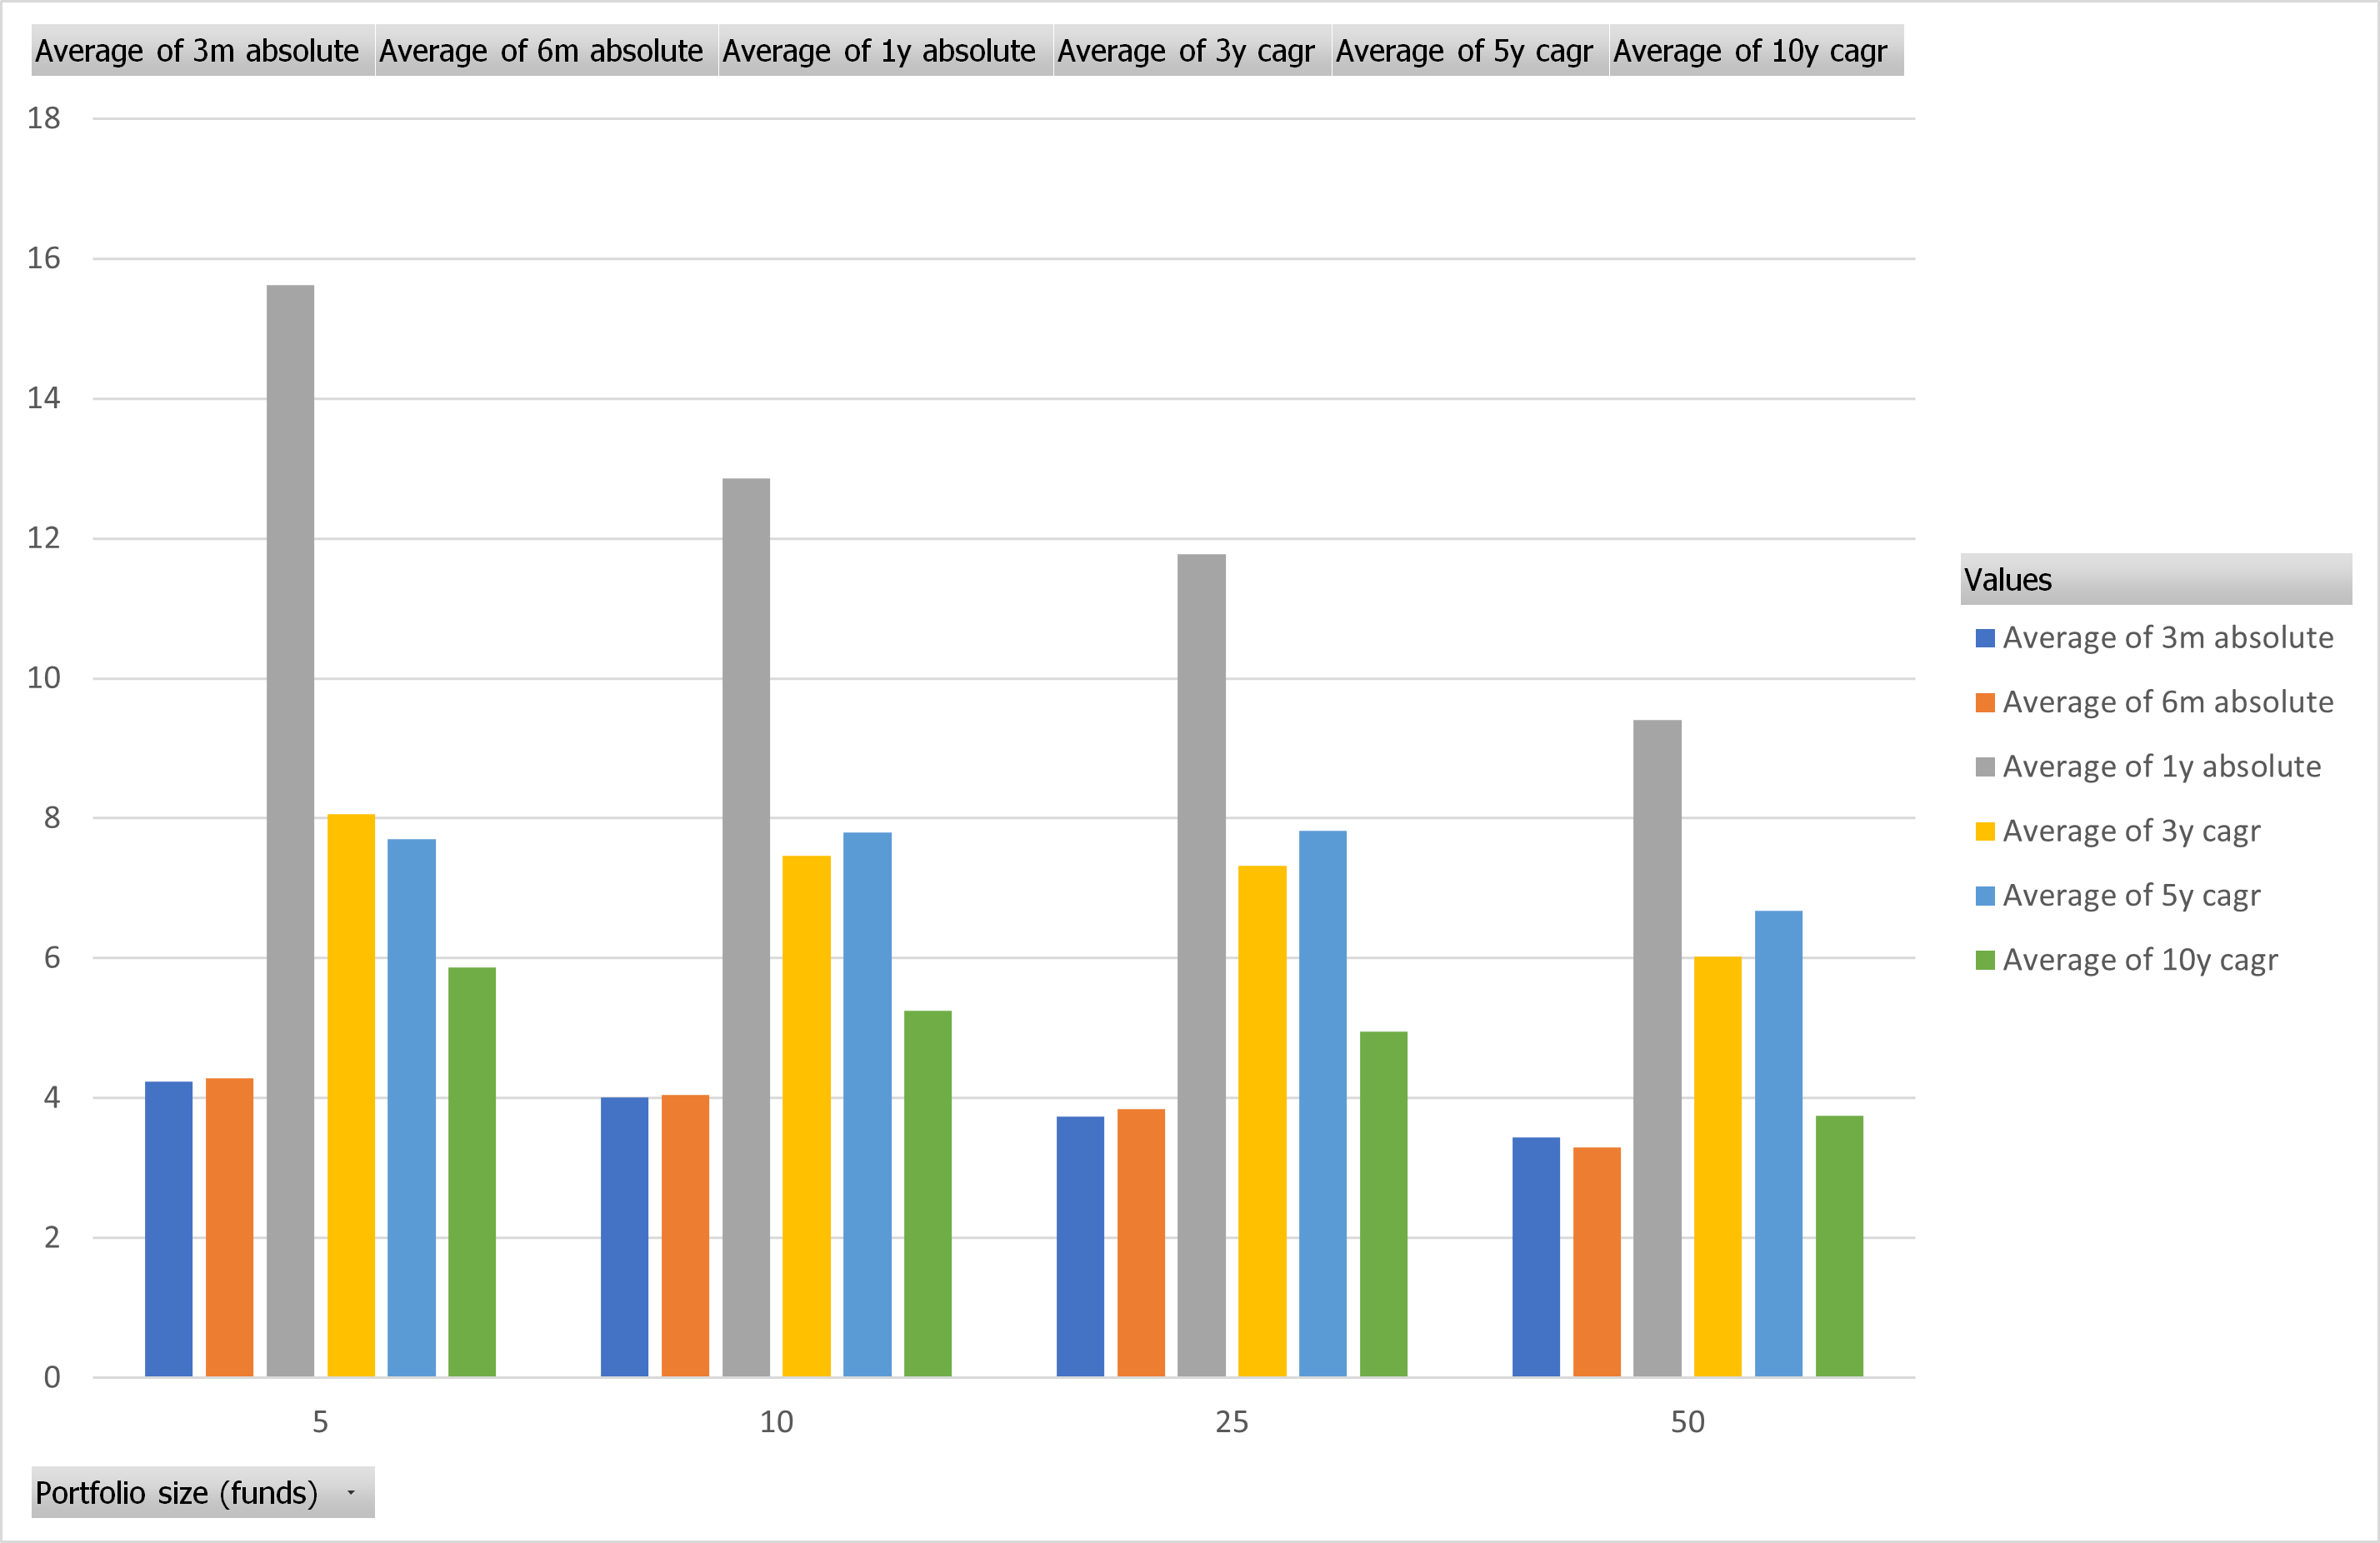 Average of 3m absolute Average of 6m absolute Average of 1y absolute Average of 3y cagr Average of 5y cagr Average of 10y cagr
18
16
14
12
10
8
6
4
2
0
5 10 25 50
Portfolio size (funds)
Values
Average of 3m absolute
Average of 6m absolute
Average of 1y absolute
Average of 3y cagr
Average of 5y cagr
Average of 10y cagr